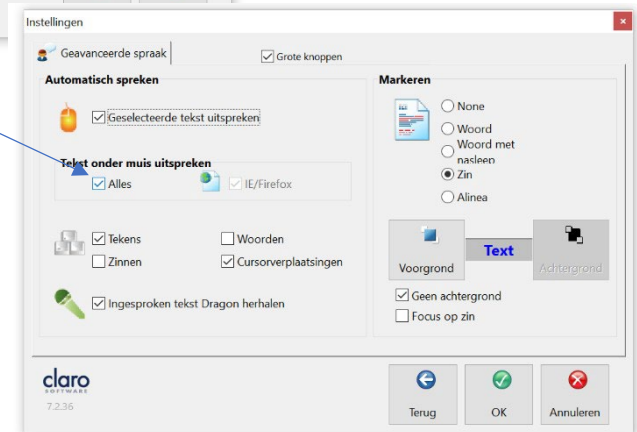 Instellingen
Geavanceerde spraak
Grote knoppen
Automatisch spreken
Geselecteerde tekst uitspreken
Tekst onder muis uitspreken
Alles
IE/Firefox
Tekens
Woorden
Zinnen
Cursorverplaatsingen
Ingesproken tekst Dragon herhalen
Markeren
None
Woord
Woord met
nasleep
Zin
Alinea
Voorgrond
Text
Achtergrond
Geen achtergrond
Focus op zin
claro
SOFTWARE
7.2.36
Terug
OK
Annuleren